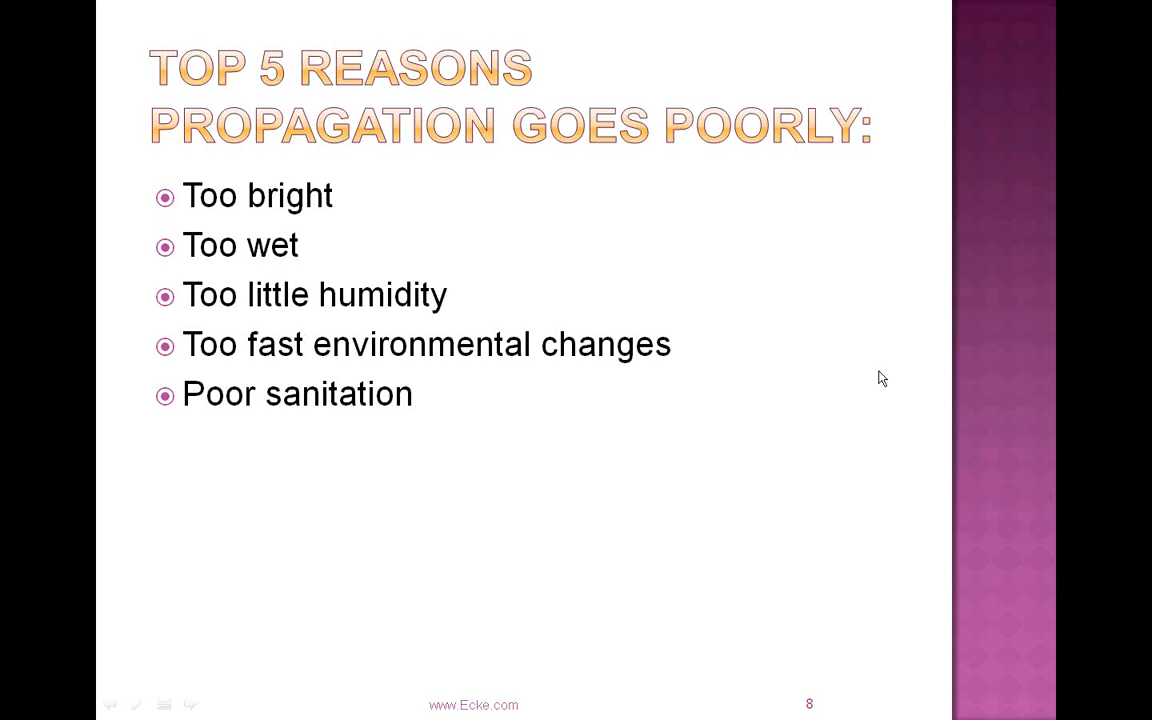 TOP 5 REASONS
PROPAGATION GOES POORLY:
Too bright
Too wet
Too little humidity
Too fast environmental changes
Poor sanitation
www.Ecke.com
8